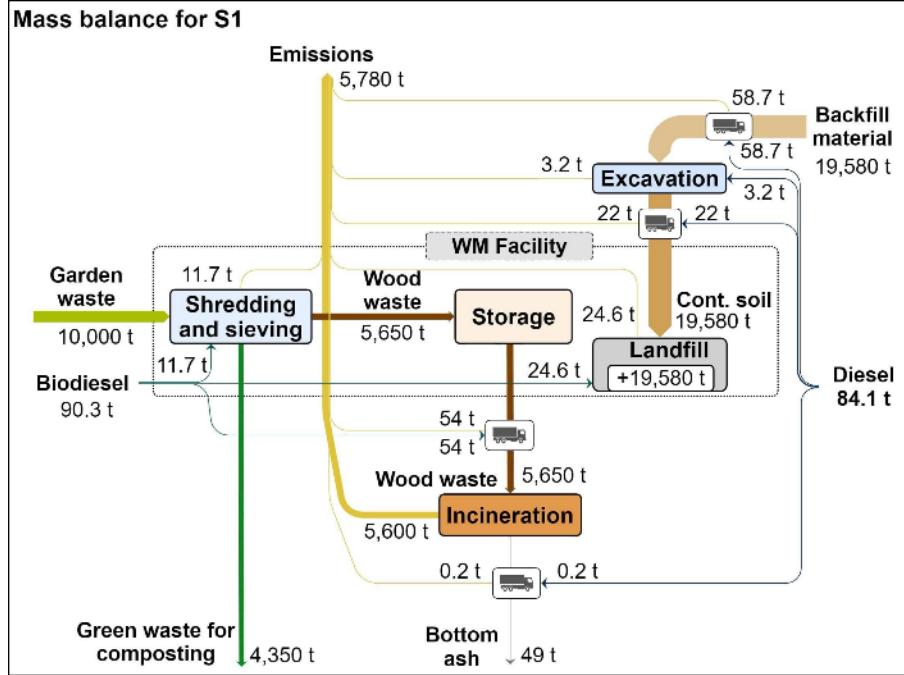 Mass balance for S1
Emissions
5,780 t
58.7 t
Backfill
material
19,580 t
58.7 t
3.2 t
Excavation
3.2 t
22 t
22 t
WM Facility
Garden
waste
10,000 t
11.7 t
Shredding
and sieving
Wood
waste
5,650 t
Storage
24.6 t
Cont. soil
19,580 t
Landfill
+19,580 t
11.7 t
Biodiesel
90.3 t
24.6 t
Diesel
84.1 t
54 t
54 t
Wood waste
5,650 t
Incineration
5,600 t
0.2 t
0.2 t
Green waste for
composting
4,350 t
Bottom
ash
49 t